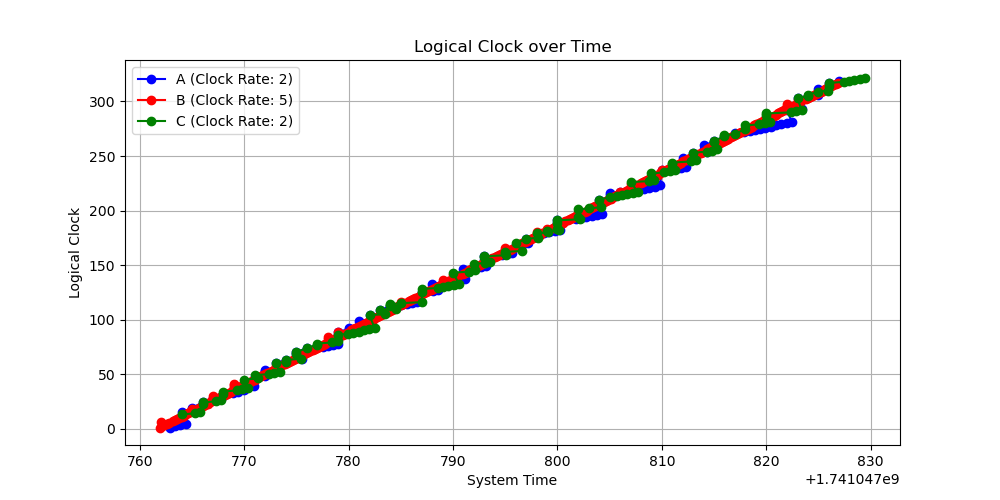 Logical Clock over Time
A (Clock Rate: 2)
B (Clock Rate: 5)
C (Clock Rate: 2)
Logical Clock
300
250
200
150
100
50
0
760 770 780 790 800 810 820 830
System Time
+1.741047e9